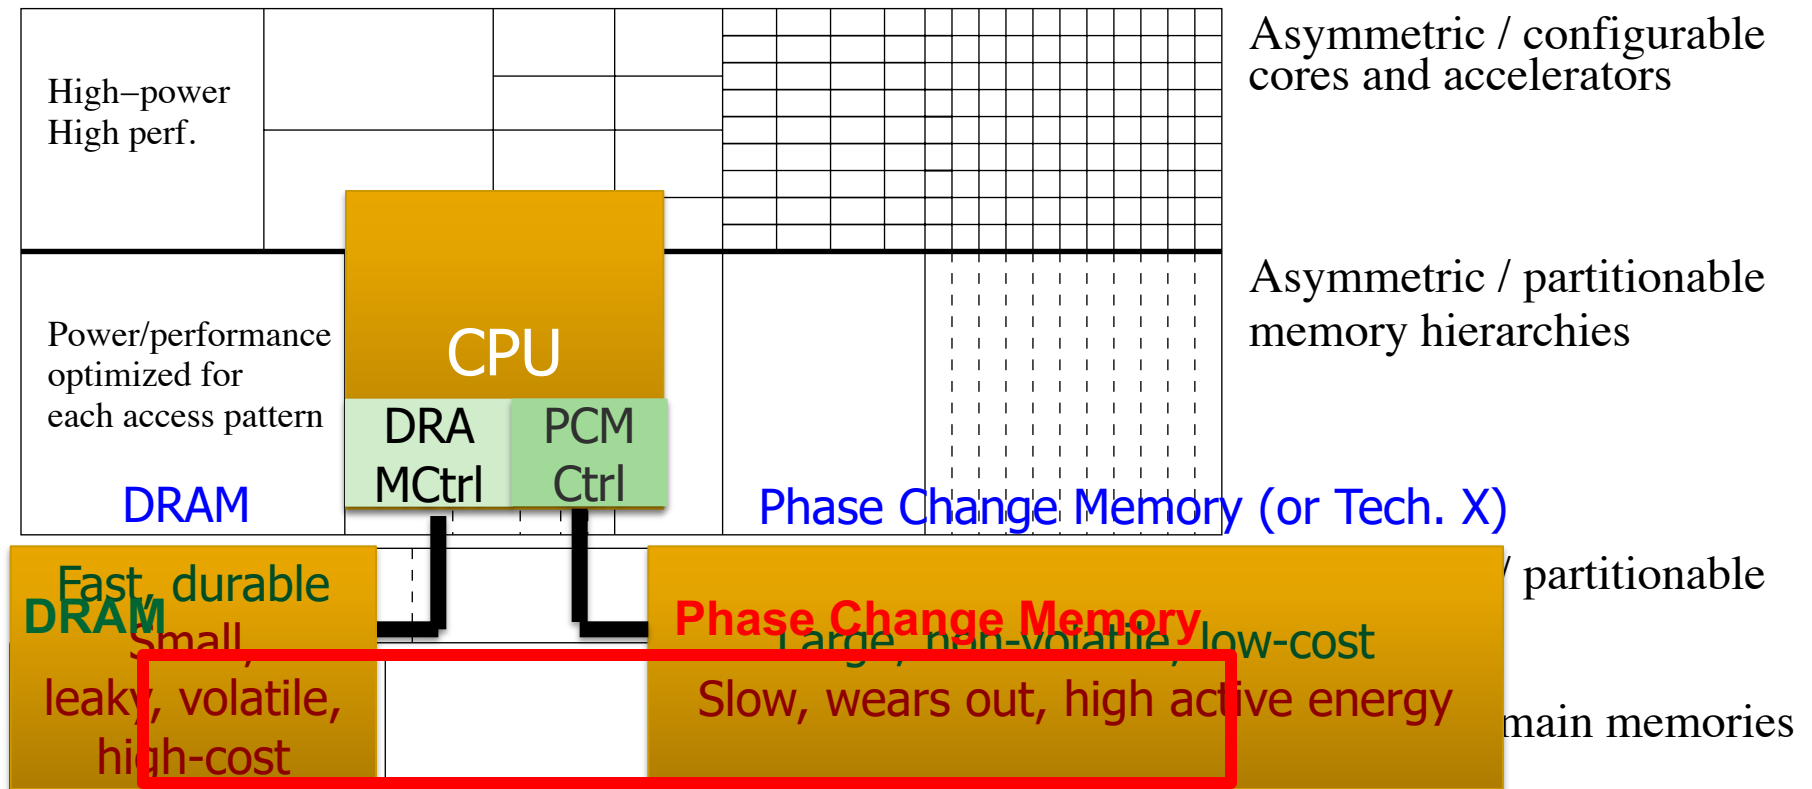 Asymmetric / configurable
cores and accelerators
High–power
High perf.
Asymmetric / partitionable
memory hierarchies
Power/performance
optimized for
each access pattern
CPU
DRA
MCtrl
PCM
Ctrl
DRAM
Phase Change Memory (or Tech. X)
/ partitionable
Fast, durable
DRAM
Small,
leaky, volatile,
high-cost
Phase Change Memory
Large, non-volatile, low-cost
Slow, wears out, high active energy
main memories